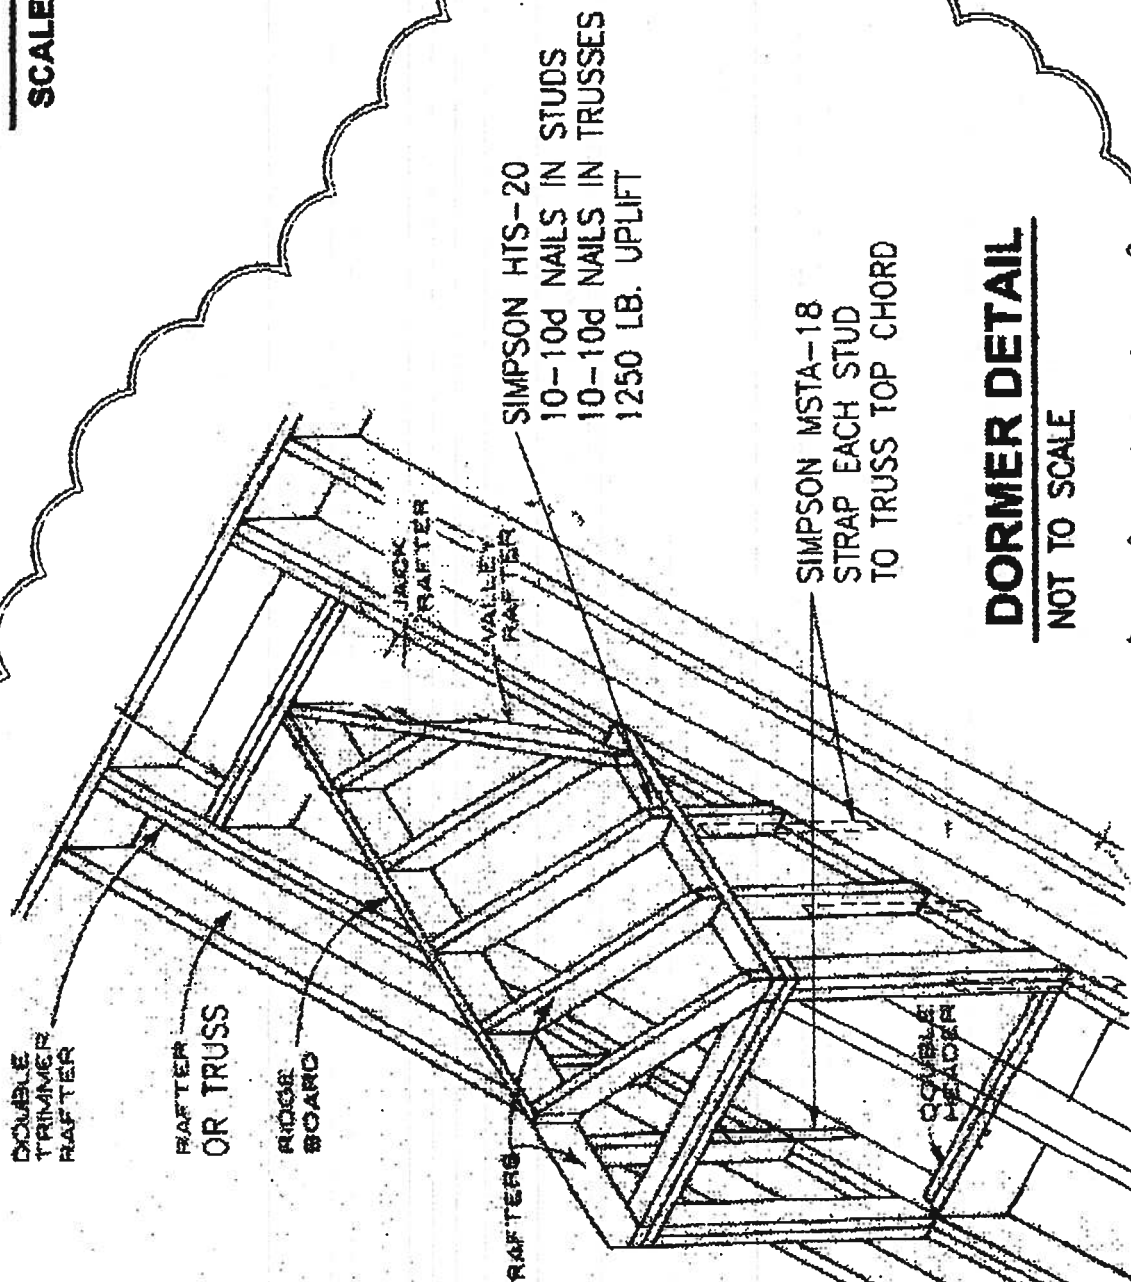 SCALE
DOUBLE
TRIMMER
RAFTER
RAFTER
OR TRUSS
RIDGE
BOARD
RAFTERS
JACK
RAFTER
VALLEY
RAFTER
DOUBLE
HEADER
SIMPSON HTS-20
10-10d NAILS IN STUDS
10-10d NAILS IN TRUSSES
1250 LB. UPLIFT
SIMPSON MSTA-18
STRAP EACH STUD
TO TRUSS TOP CHORD
DORMER DETAIL
NOT TO SCALE